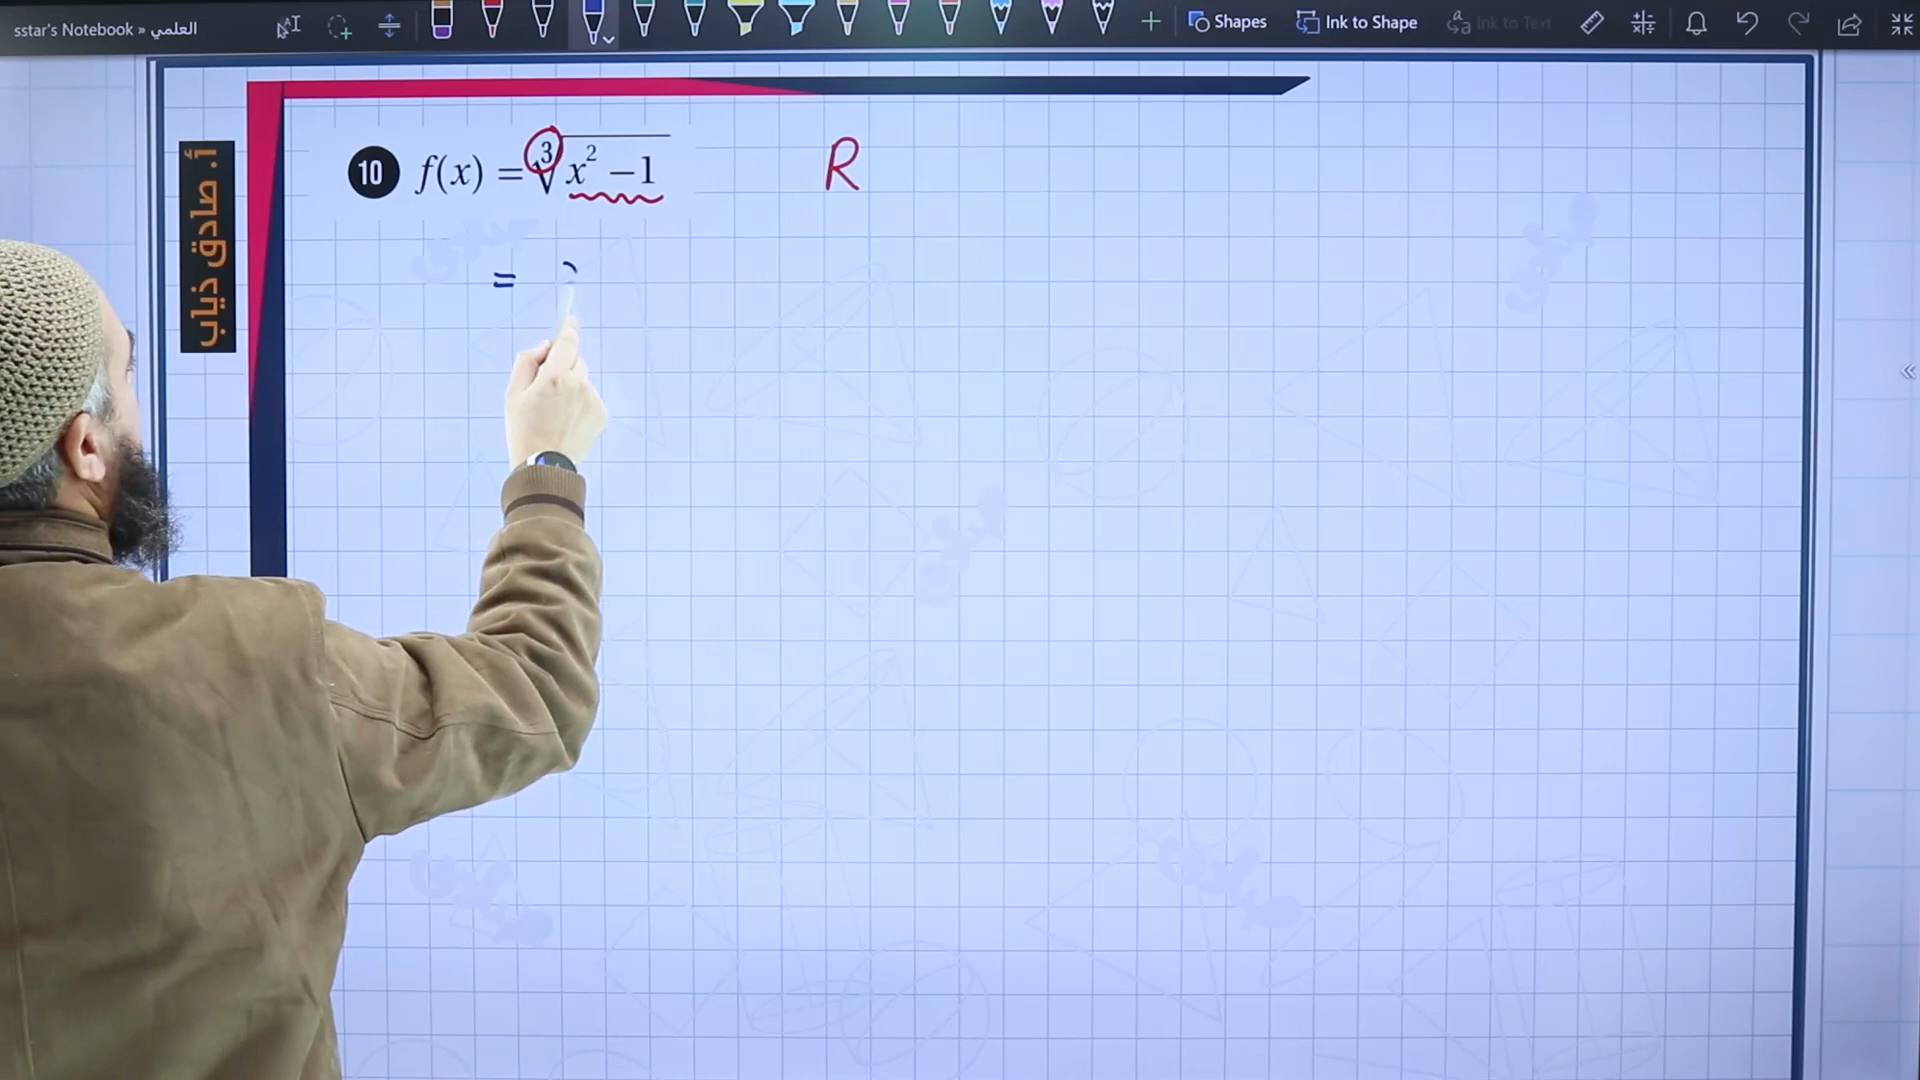 sstar's Notebook » العلمي
Shapes
Ink to Shape
Ink to Text
أ. صادق ذياب
10 f(x) = ∛(x² − 1)
R
=